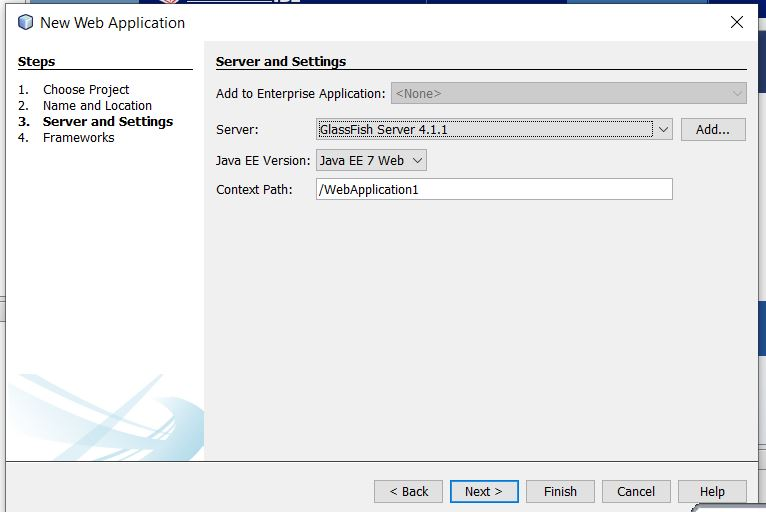 New Web Application
Steps
1. Choose Project
2. Name and Location
3. Server and Settings
4. Frameworks
Server and Settings
Add to Enterprise Application: <None>
Server: GlassFish Server 4.1.1 Add...
Java EE Version: Java EE 7 Web
Context Path: /WebApplication1
< Back Next > Finish Cancel Help